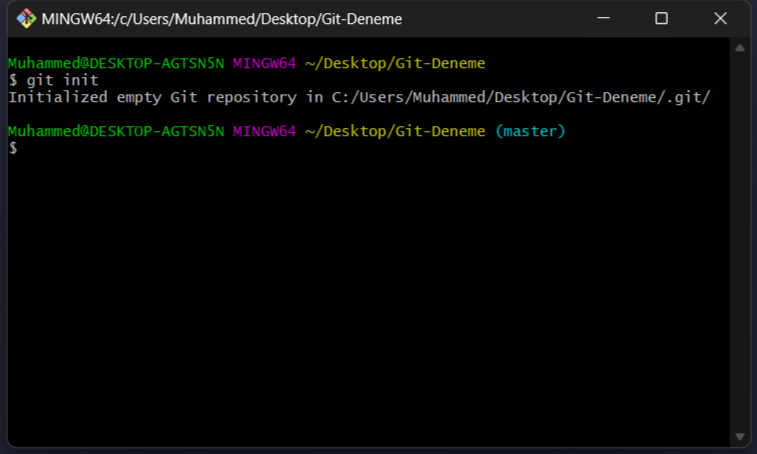 MINGW64:/c/Users/Muhammed/Desktop/Git-Deneme
Muhammed@DESKTOP-AGTSN5N MINGW64 ~/Desktop/Git-Deneme
$ git init
Initialized empty Git repository in C:/Users/Muhammed/Desktop/Git-Deneme/.git/
Muhammed@DESKTOP-AGTSN5N MINGW64 ~/Desktop/Git-Deneme (master)
$